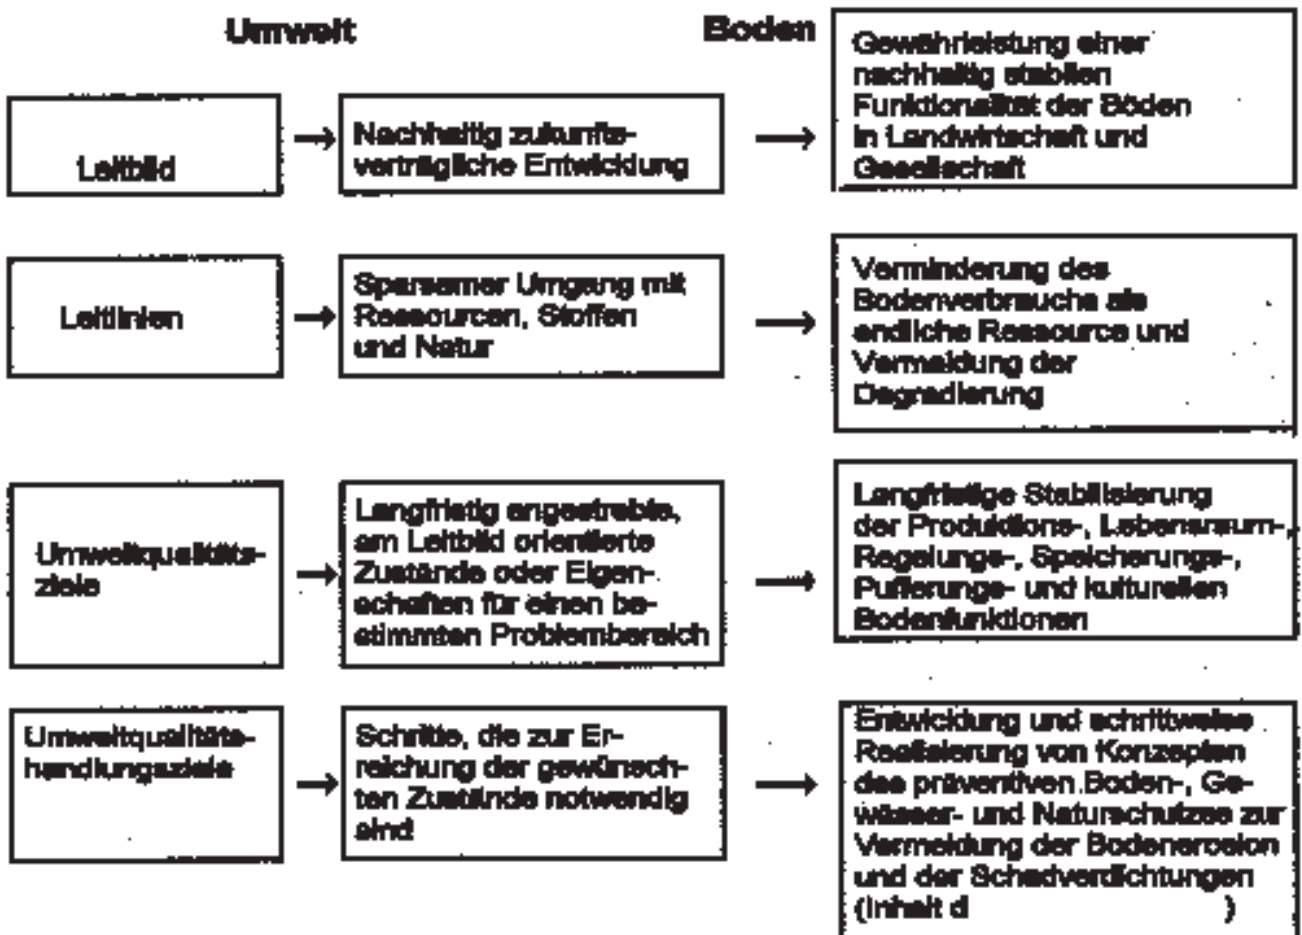 Umwelt
Boden
Leitbild
Nachhaltig zukunfts-
verträgliche Entwicklung
Gewährleistung einer
nachhaltig stabilen
Funktionalität der Böden
in Landwirtschaft und
Gesellschaft
Leitlinien
Sparsamer Umgang mit
Ressourcen, Stoffen
und Natur
Verminderung des
Bodenverbrauchs als
endliche Ressource und
Vermeidung der
Degradierung
Umweltqualitäts-
ziele
Langfristig angestrebte,
am Leitbild orientierte
Zustände oder Eigen-
schaften für einen be-
stimmten Problembereich
Langfristige Stabilisierung
der Produktions-, Lebensraum-,
Regelungs-, Speicherungs-,
Pufferungs- und kulturellen
Bodenfunktionen
Umweltqualitäts-
handlungsziele
Schritte, die zur Er-
reichung der gewünsch-
ten Zustände notwendig
sind
Entwicklung und schrittweise
Realisierung von Konzepten
des präventiven Boden-, Ge-
wässer- und Naturschutzes zur
Vermeidung der Bodenerosion
und der Schadverdichtungen
(Inhalt d )